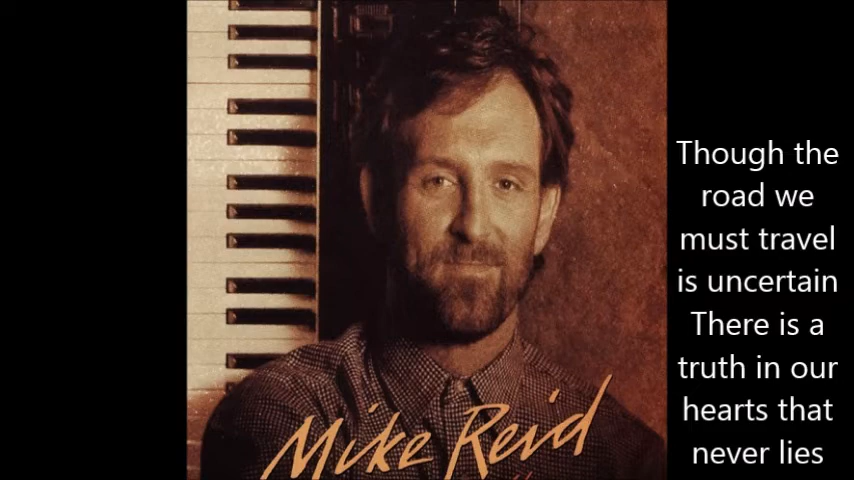 Mike Reid
Though the
road we
must travel
is uncertain
There is a
truth in our
hearts that
never lies